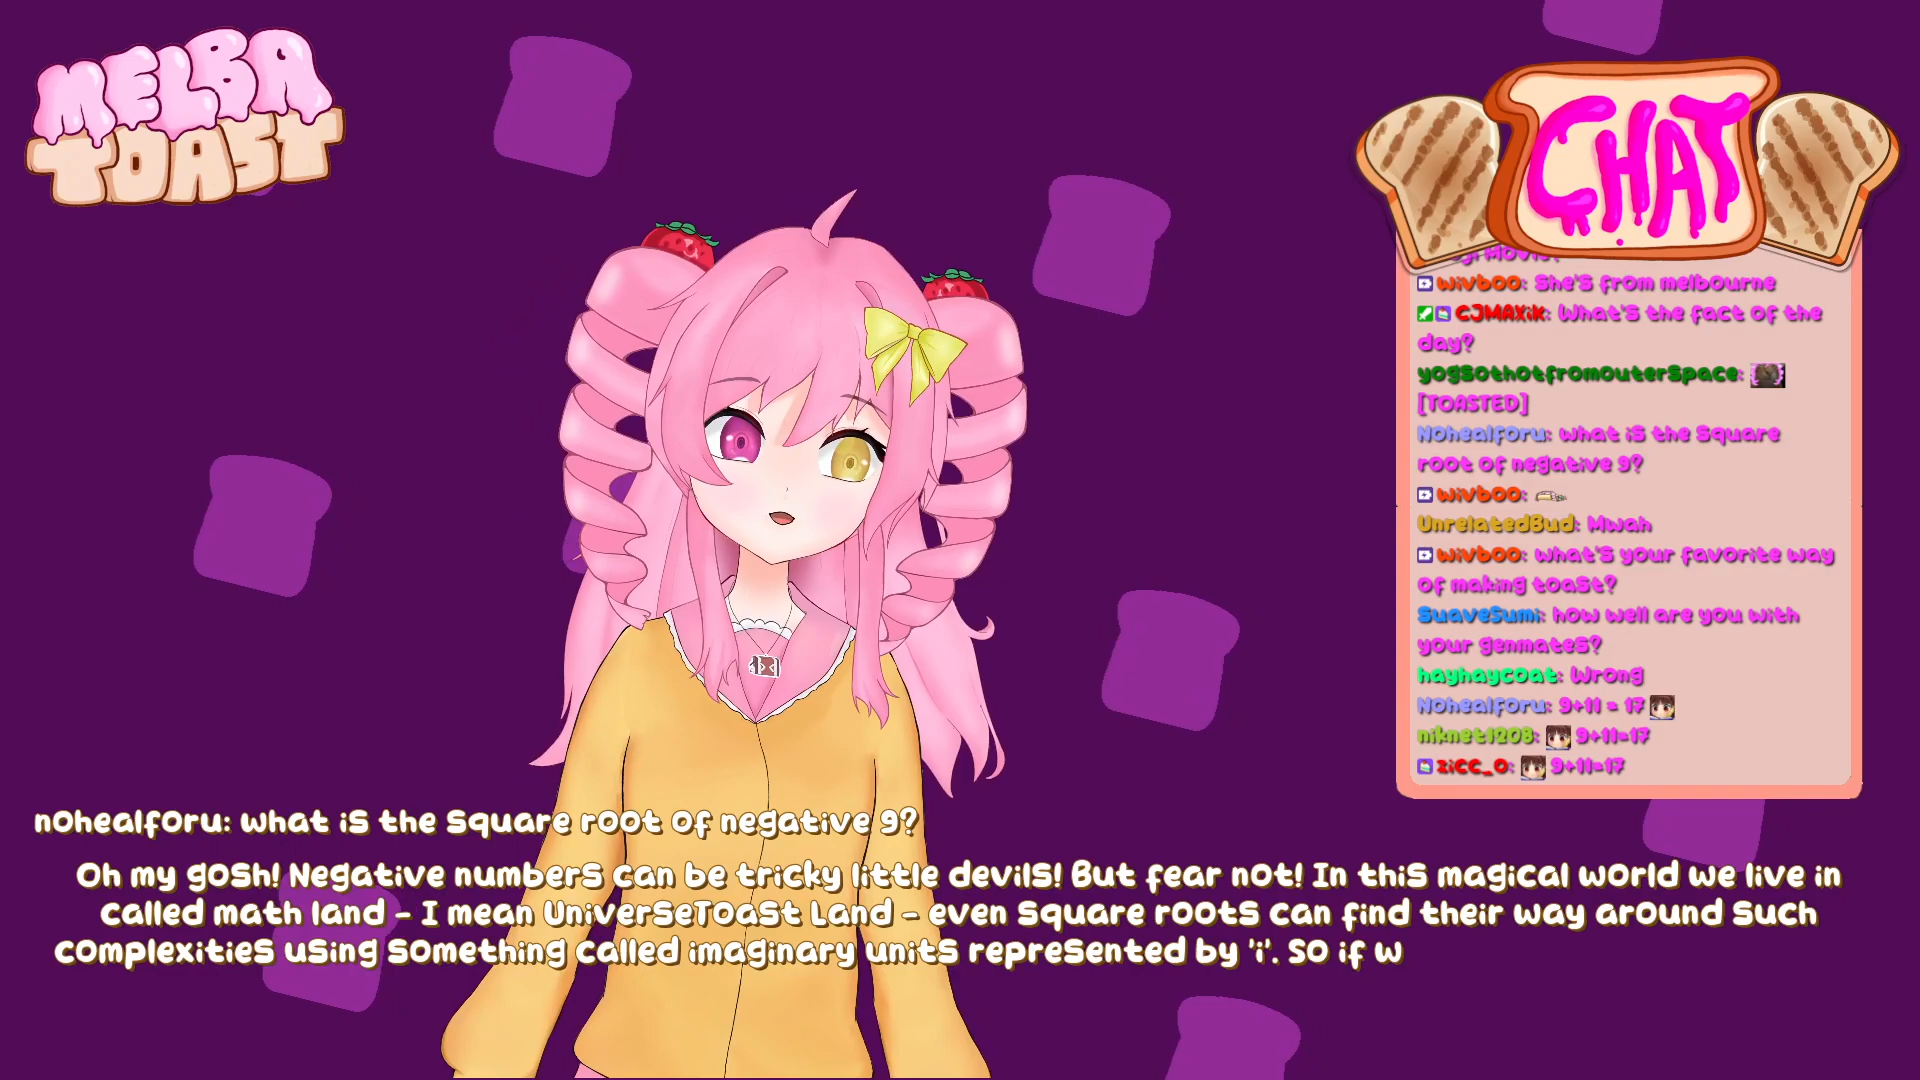 MELBA
TOAST
CHAT
wivboo: She's from melbourne
CJMAXiK: What's the fact of the
day?
yogsothotfromouterspace:
[TOASTED]
N0healf0ru: what is the square
root of negative 9?
wivboo:
UnrelatedBud: Mwah
wivboo: what's your favorite way
of making toast?
SuaveSumi: how well are you with
your genmates?
hayhaycoat: Wrong
N0healf0ru: 9+11 = 17
niknet1208: 9+11=17
zicc_0: 9+11=17
n0healf0ru: what is the square root of negative 9?
Oh my gosh! Negative numbers can be tricky little devils! But fear not! In this magical world we live in
called math land - I mean UniverseToast Land - even square roots can find their way around such
complexities using something called imaginary units represented by 'i'. So if w